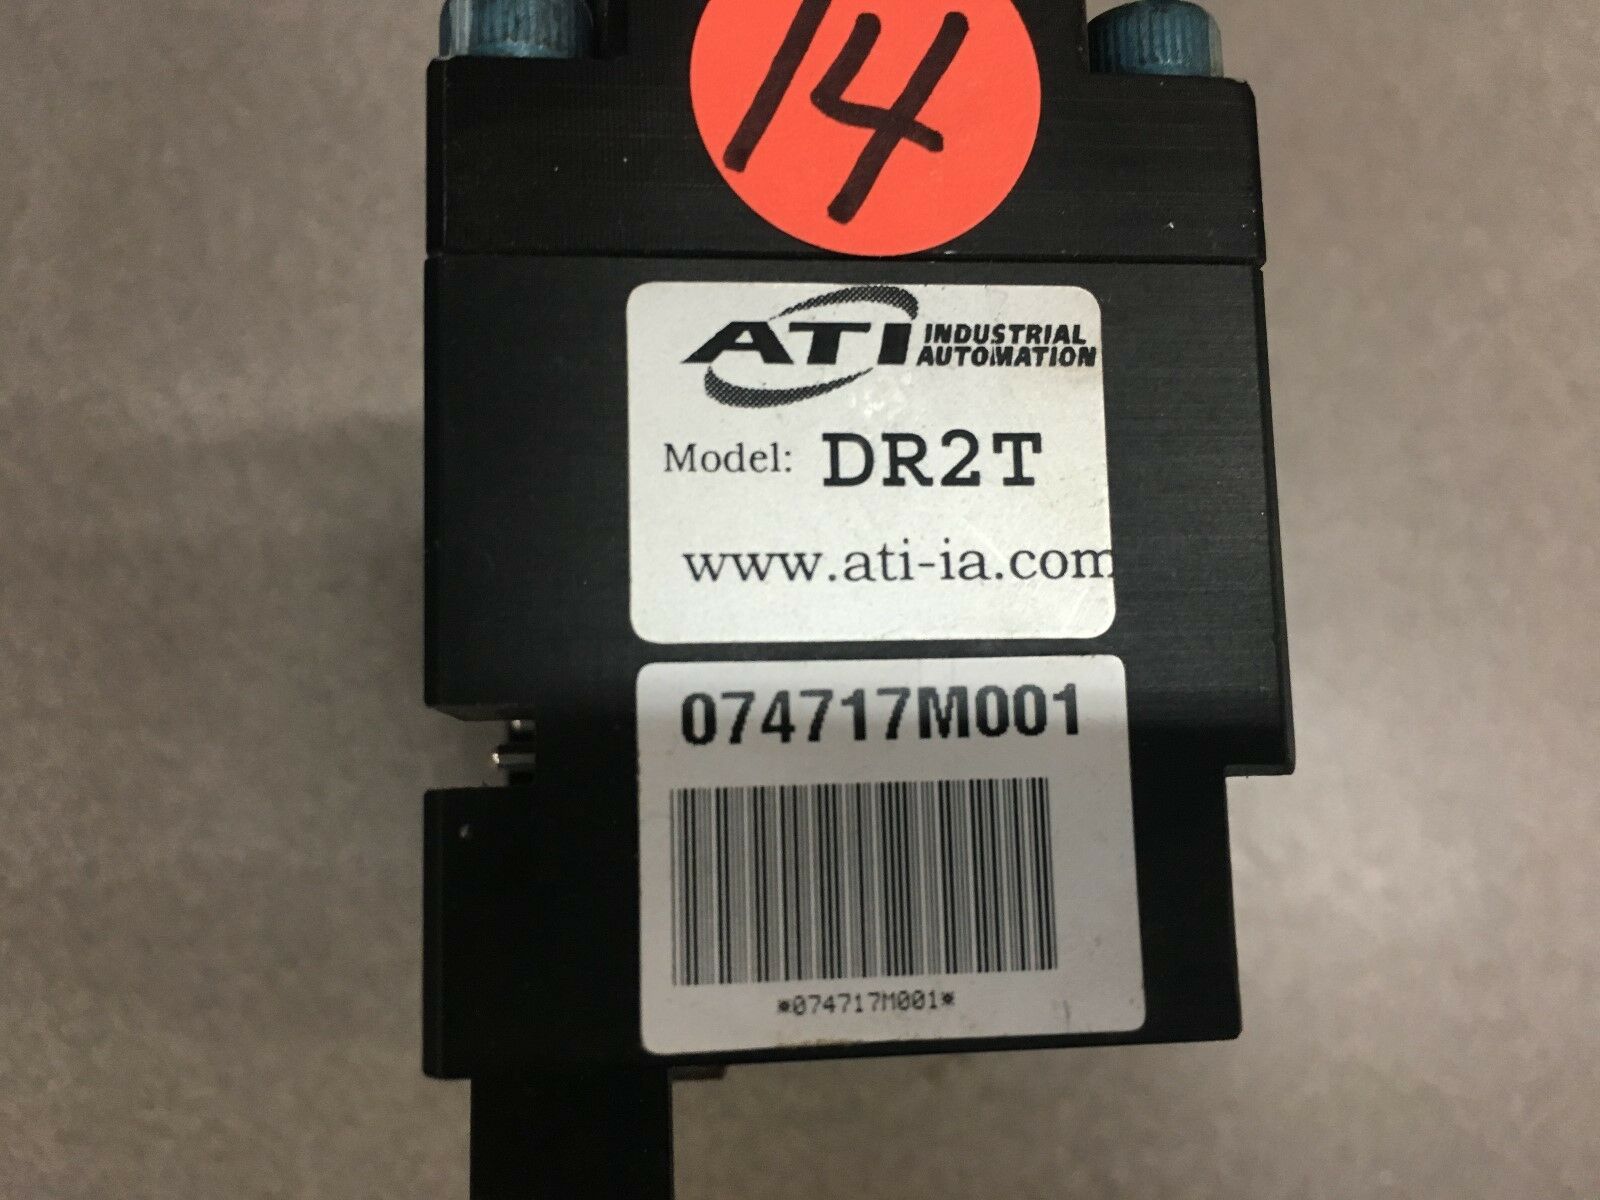 14
ATI INDUSTRIAL
AUTOMATION
Model: DR2T
www.ati-ia.com
074717M001
*074717M001*